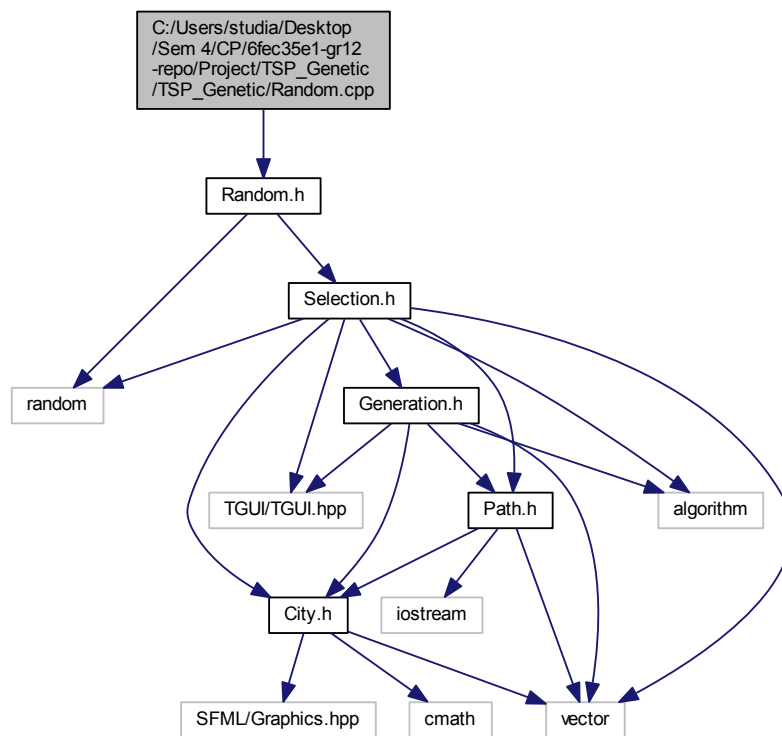 C:/Users/studia/Desktop
/Sem 4/CP/6fec35e1-gr12
-repo/Project/TSP_Genetic
/TSP_Genetic/Random.cpp
Random.h
Selection.h
random
Generation.h
TGUI/TGUI.hpp
Path.h
algorithm
City.h
iostream
SFML/Graphics.hpp
cmath
vector